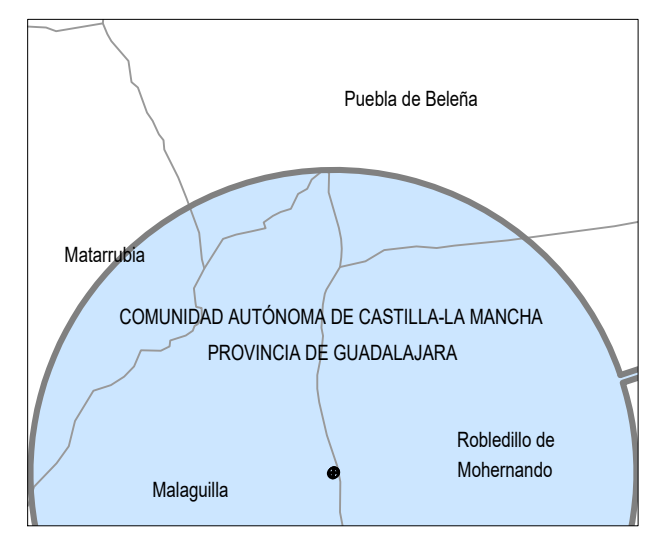 Puebla de Beleña
Matarrubia
COMUNIDAD AUTÓNOMA DE CASTILLA-LA MANCHA
PROVINCIA DE GUADALAJARA
Robledillo de
Mohernando
Malaguilla